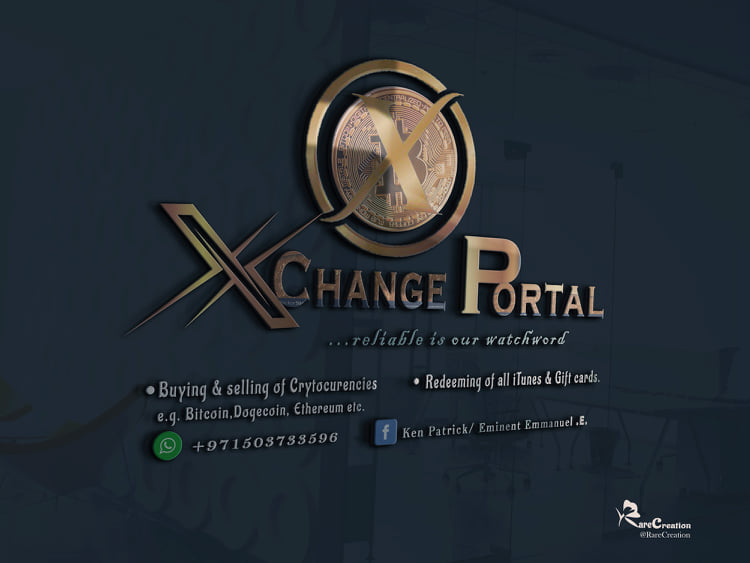 XCHANGE PORTAL
...reliable is our watchword
• Buying & selling of Crytocurencies
e.g. Bitcoin,Dogecoin, Ethereum etc.
• Redeeming of all iTunes & Gift cards.
+971503733596
Ken Patrick/ Eminent Emmanuel .E.
RareCreation
@RareCreation